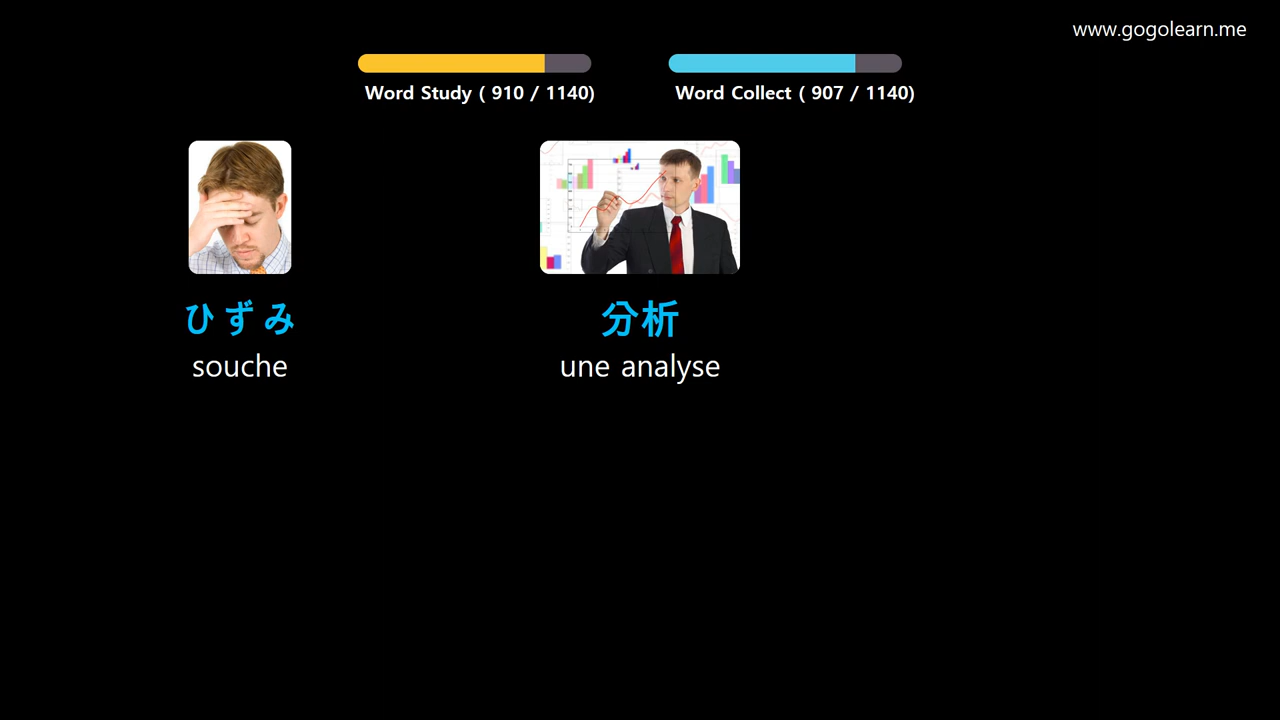 www.gogolearn.me
Word Study ( 910 / 1140)
Word Collect ( 907 / 1140)
ひずみ
souche
分析
une analyse